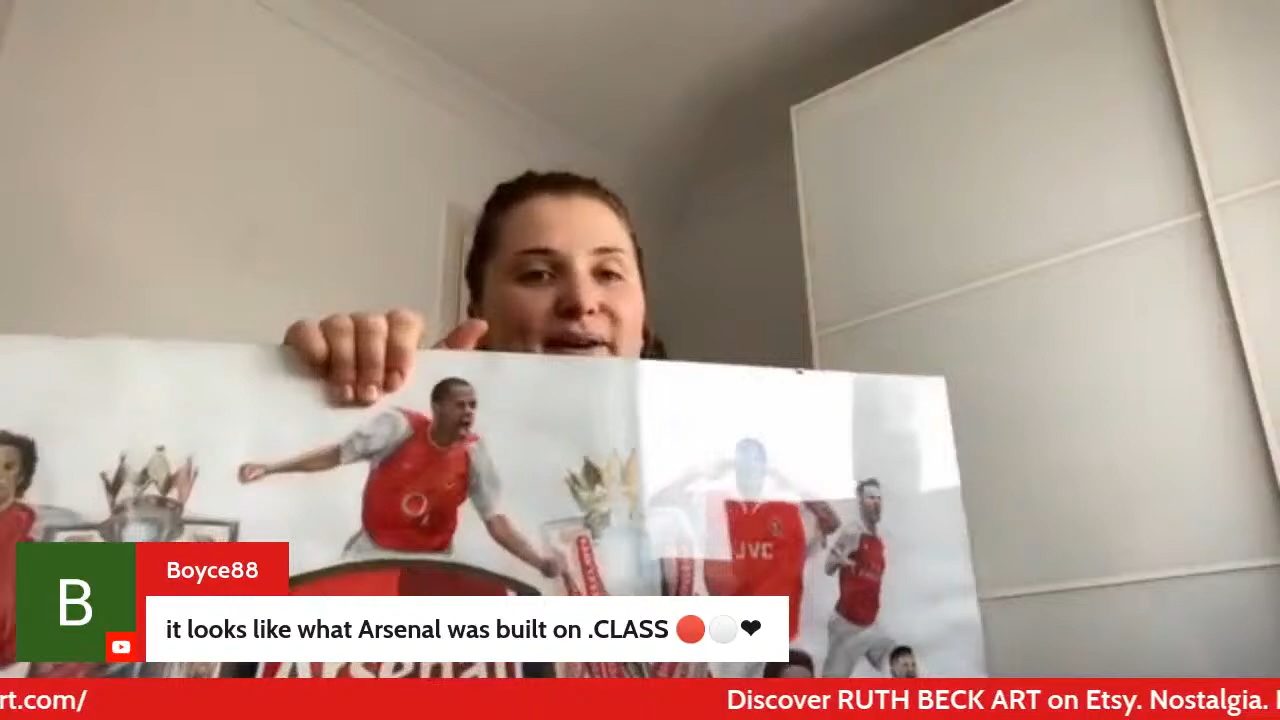 JVC
B
Boyce88
it looks like what Arsenal was built on .CLASS 🔴⚪❤
Arsenal
rt.com/
Discover RUTH BECK ART on Etsy. Nostalgia.